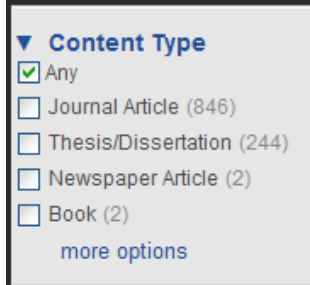 ▼ Content Type
Any
Journal Article (846)
Thesis/Dissertation (244)
Newspaper Article (2)
Book (2)
more options